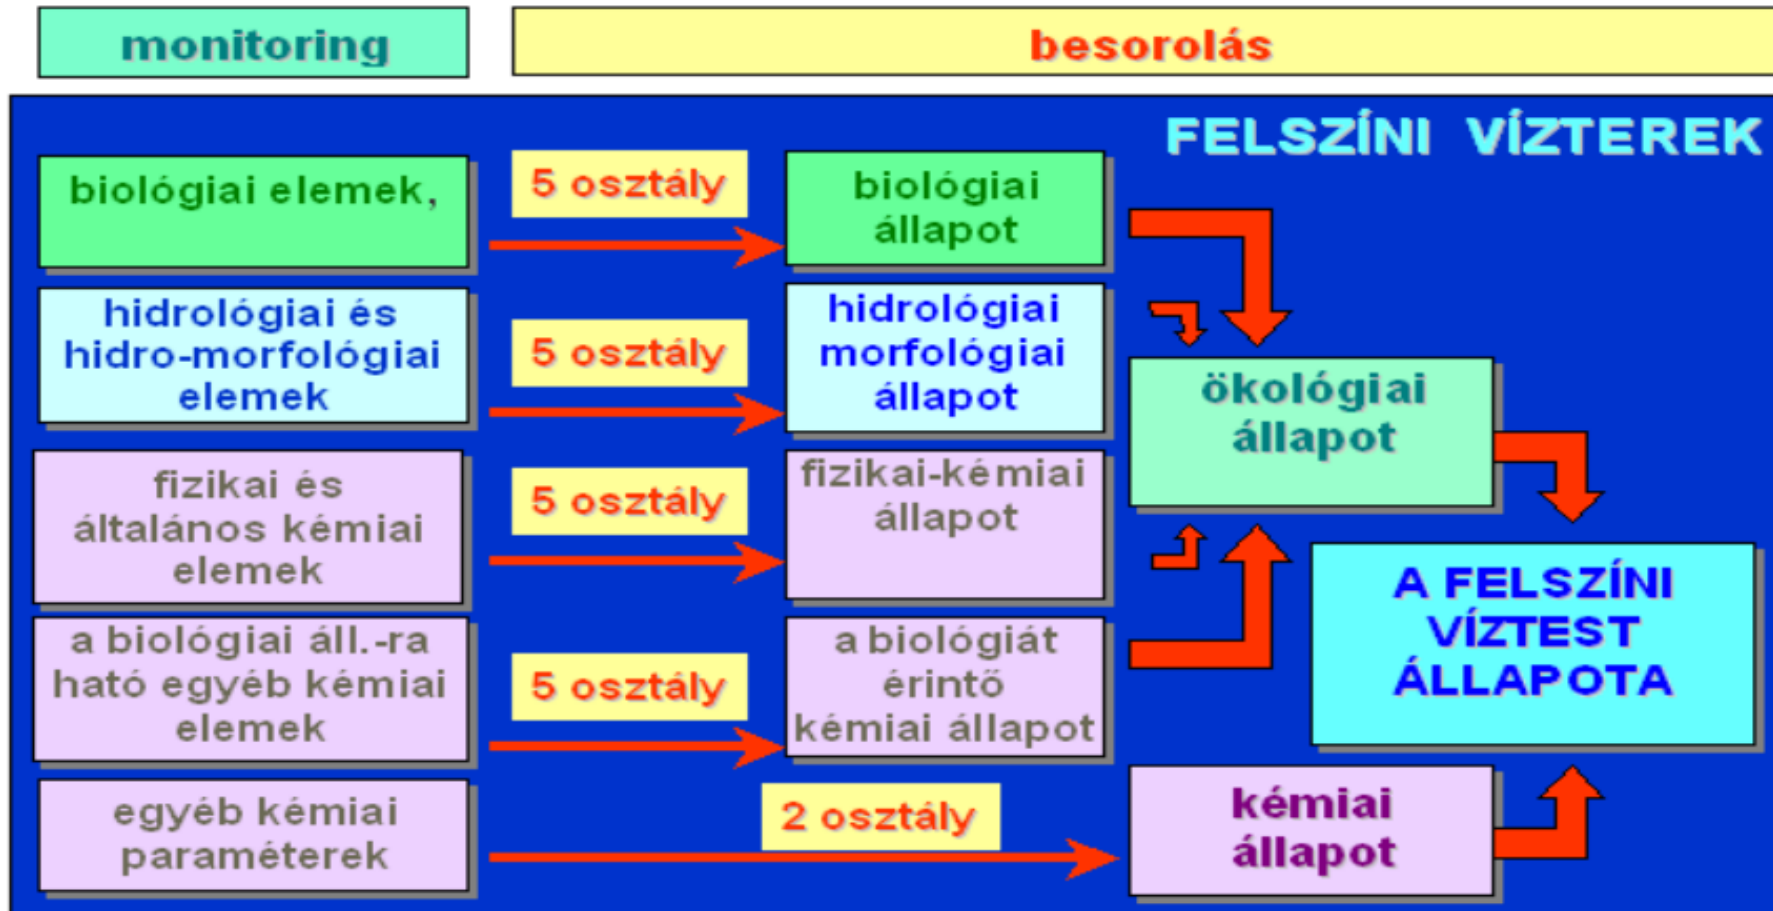 monitoring
besorolás
FELSZÍNI VÍZTEREK
biológiai elemek,
5 osztály
biológiai
állapot
hidrológiai és
hidro-morfológiai
elemek
5 osztály
hidrológiai
morfológiai
állapot
ökológiai
állapot
fizikai és
általános kémiai
elemek
5 osztály
fizikai-kémiai
állapot
A FELSZÍNI
VÍZTEST
ÁLLAPOTA
a biológiai áll.-ra
ható egyéb kémiai
elemek
5 osztály
a biológiát
érintő
kémiai állapot
egyéb kémiai
paraméterek
2 osztály
kémiai
állapot